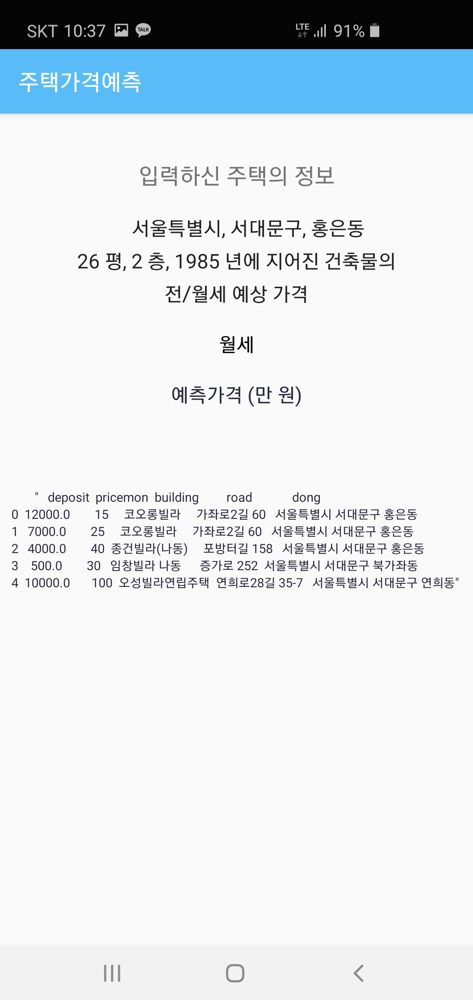 SKT 10:37 TALK LTE 91%
주택가격예측
입력하신 주택의 정보
서울특별시, 서대문구, 홍은동
26 평, 2 층, 1985 년에 지어진 건축물의
전/월세 예상 가격
월세
예측가격 (만 원)
" deposit pricemon building road dong
0 12000.0 15 코오롱빌라 가좌로2길 60 서울특별시 서대문구 홍은동
1 7000.0 25 코오롱빌라 가좌로2길 60 서울특별시 서대문구 홍은동
2 4000.0 40 종건빌라(나동) 포방터길 158 서울특별시 서대문구 홍은동
3 500.0 30 임창빌라 나동 증가로 252 서울특별시 서대문구 북가좌동
4 10000.0 100 오성빌라연립주택 연희로28길 35-7 서울특별시 서대문구 연희동"